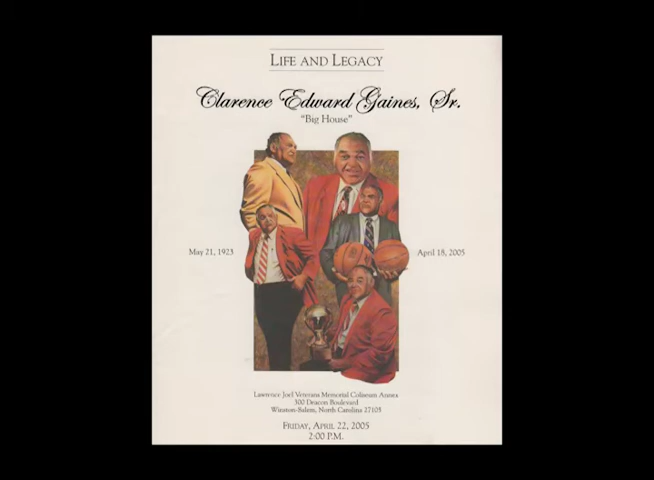 LIFE AND LEGACY
Clarence Edward Gaines, Sr.
"Big House"
May 21, 1923
April 18, 2005
Lawrence Joel Veterans Memorial Coliseum Annex
300 Deacon Boulevard
Winston-Salem, North Carolina 27105
FRIDAY, APRIL 22, 2005
2:00 P.M.